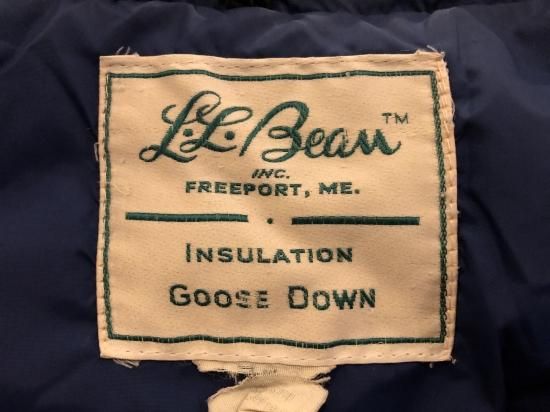 L.L. Bean™
INC.
FREEPORT, ME.
INSULATION
GOOSE DOWN